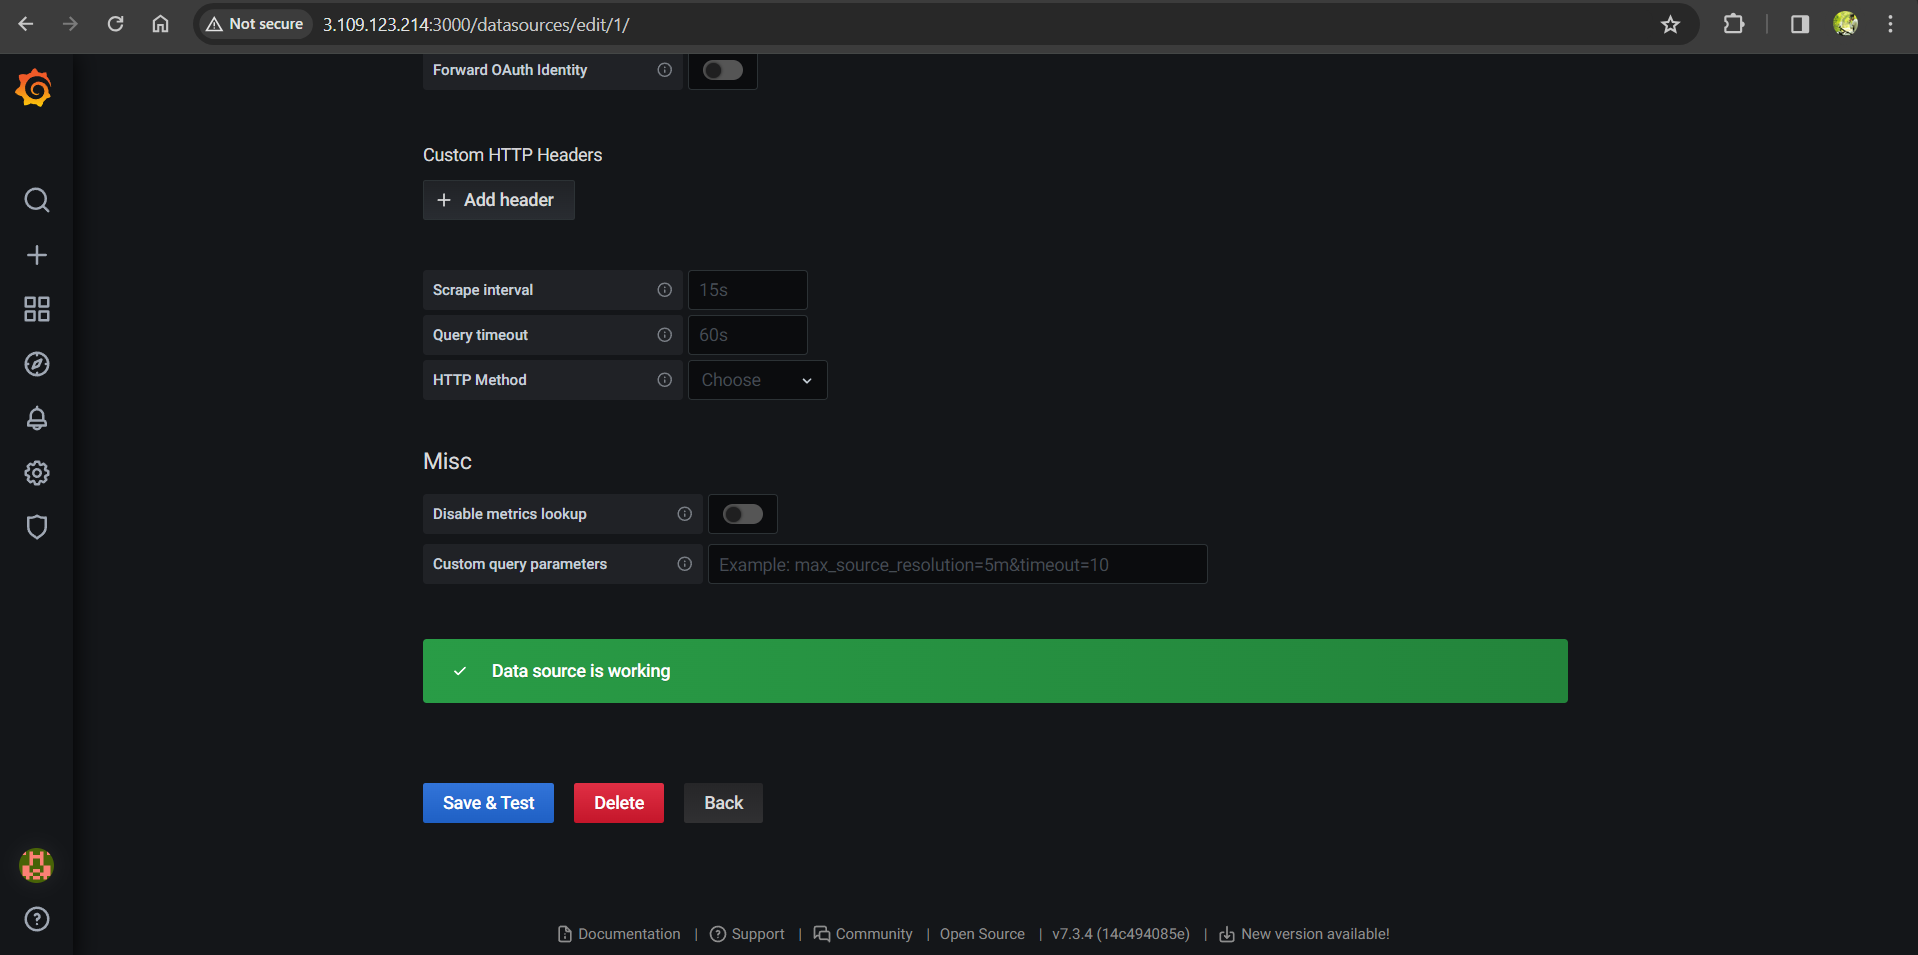 Not secure 3.109.123.214:3000/datasources/edit/1/
Forward OAuth Identity
Custom HTTP Headers
+ Add header
Scrape interval 15s
Query timeout 60s
HTTP Method Choose
Misc
Disable metrics lookup
Custom query parameters Example: max_source_resolution=5m&timeout=10
Data source is working
Save & Test Delete Back
Documentation | Support | Community | Open Source | v7.3.4 (14c494085e) | New version available!